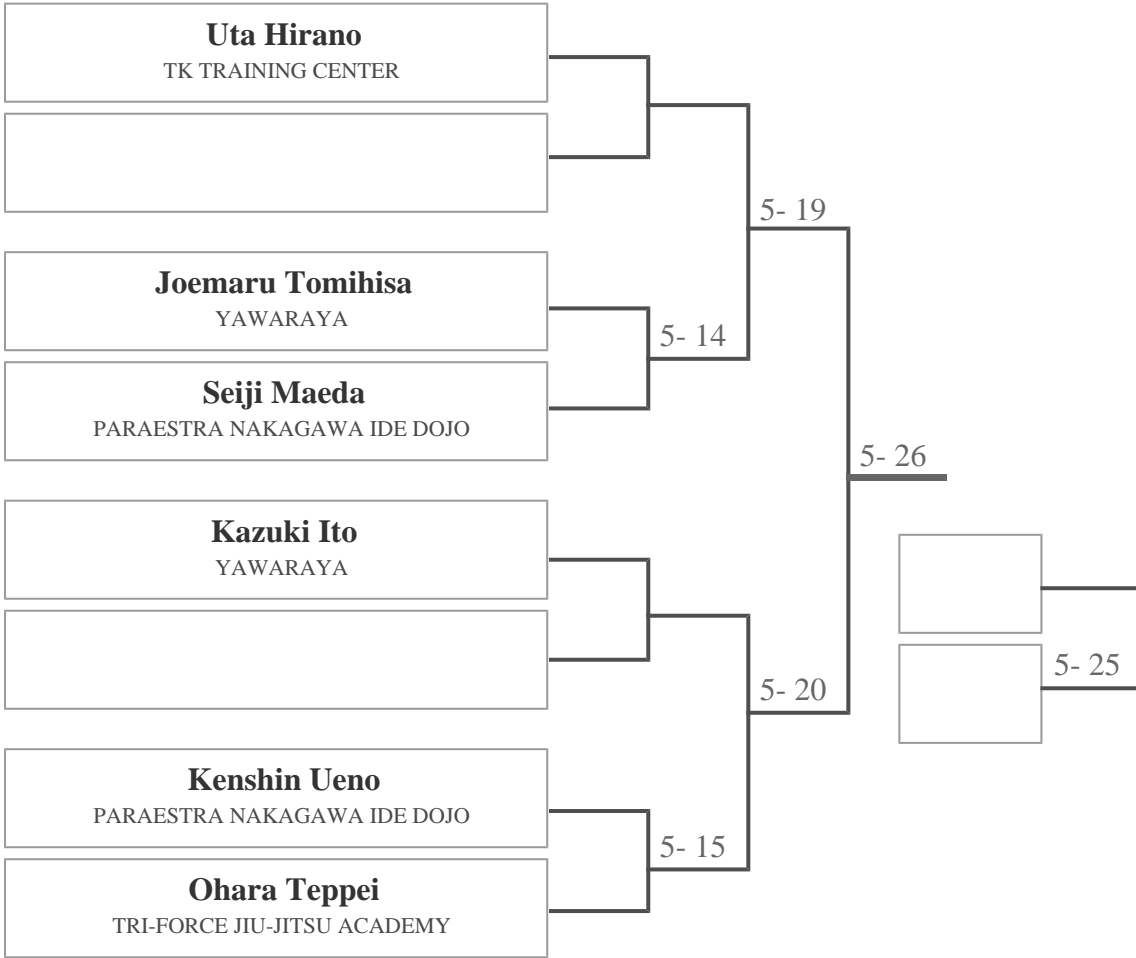 Uta Hirano
TK TRAINING CENTER
5- 19
Joemaru Tomihisa
YAWARAYA
5- 14
Seiji Maeda
PARAESTRA NAKAGAWA IDE DOJO
5- 26
Kazuki Ito
YAWARAYA
5- 25
5- 20
Kenshin Ueno
PARAESTRA NAKAGAWA IDE DOJO
5- 15
Ohara Teppei
TRI-FORCE JIU-JITSU ACADEMY